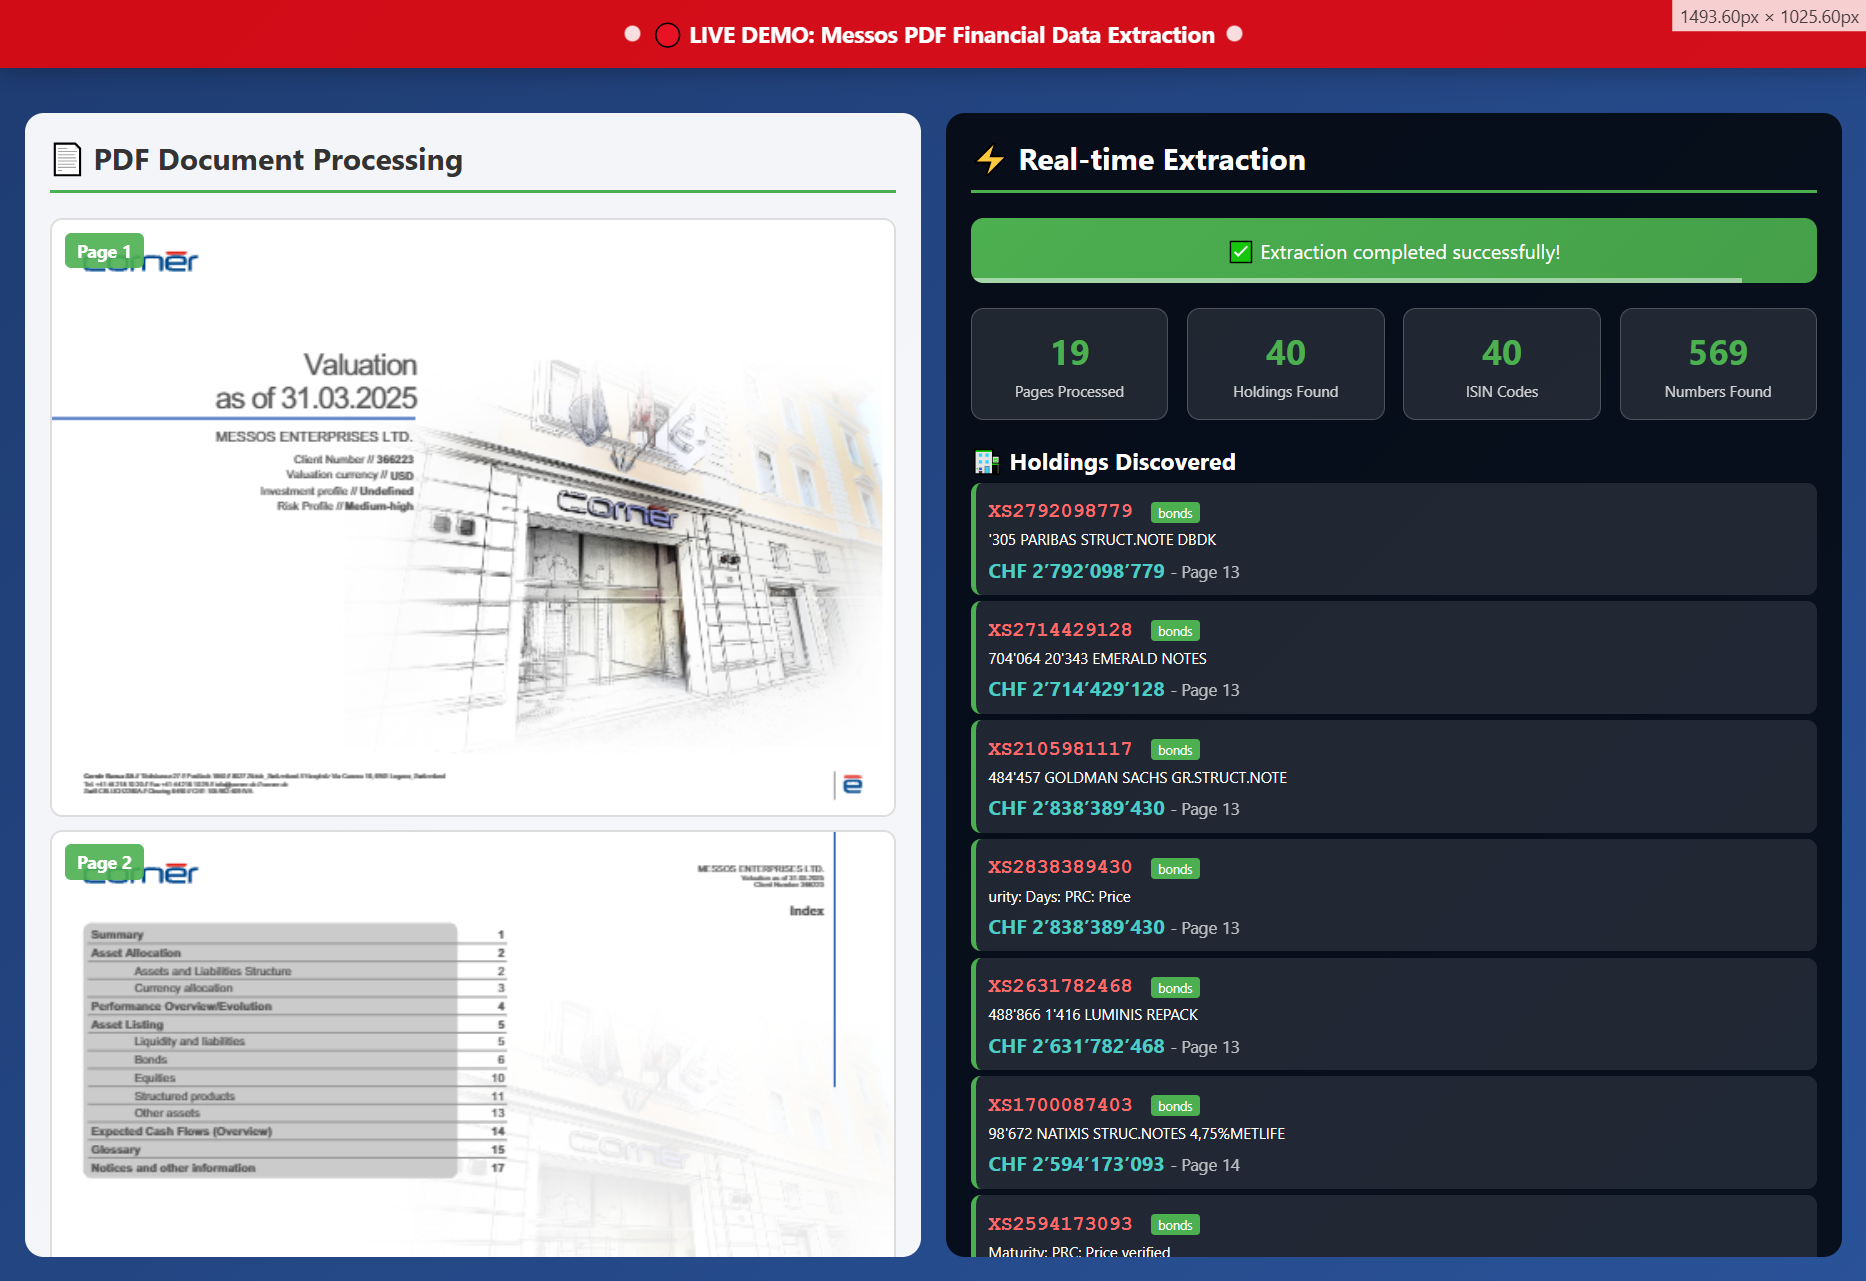 LIVE DEMO: Messos PDF Financial Data Extraction
1493.60px × 1025.60px
PDF Document Processing
Page 1
cornèr
Valuation
as of 31.03.2025
MESSOS ENTERPRISES LTD.
Client Number // 366223
Valuation currency // USD
Investment profile // Undefined
Risk Profile // Medium-high
cornèr
Page 2
cornèr
MESSOS ENTERPRISES LTD.
Valuation as of 31.03.2025
Client Number 366223
Index
Summary 1
Asset Allocation 2
Assets and Liabilities Structure 2
Currency allocation 3
Performance Overview/Evolution 4
Asset Listing 5
Liquidity and liabilities 5
Bonds 6
Equities 10
Structured products 11
Other assets 13
Expected Cash Flows (Overview) 14
Glossary 15
Notices and other information 17
Real-time Extraction
Extraction completed successfully!
19
Pages Processed
40
Holdings Found
40
ISIN Codes
569
Numbers Found
Holdings Discovered
XS2792098779 bonds
'305 PARIBAS STRUCT.NOTE DBDK
CHF 2’792’098’779 - Page 13
XS2714429128 bonds
704'064 20'343 EMERALD NOTES
CHF 2’714’429’128 - Page 13
XS2105981117 bonds
484'457 GOLDMAN SACHS GR.STRUCT.NOTE
CHF 2’838’389’430 - Page 13
XS2838389430 bonds
urity: Days: PRC: Price
CHF 2’838’389’430 - Page 13
XS2631782468 bonds
488'866 1'416 LUMINIS REPACK
CHF 2’631’782’468 - Page 13
XS1700087403 bonds
98'672 NATIXIS STRUC.NOTES 4,75%METLIFE
CHF 2’594’173’093 - Page 14
XS2594173093 bonds
Maturity: PRC: Price verified